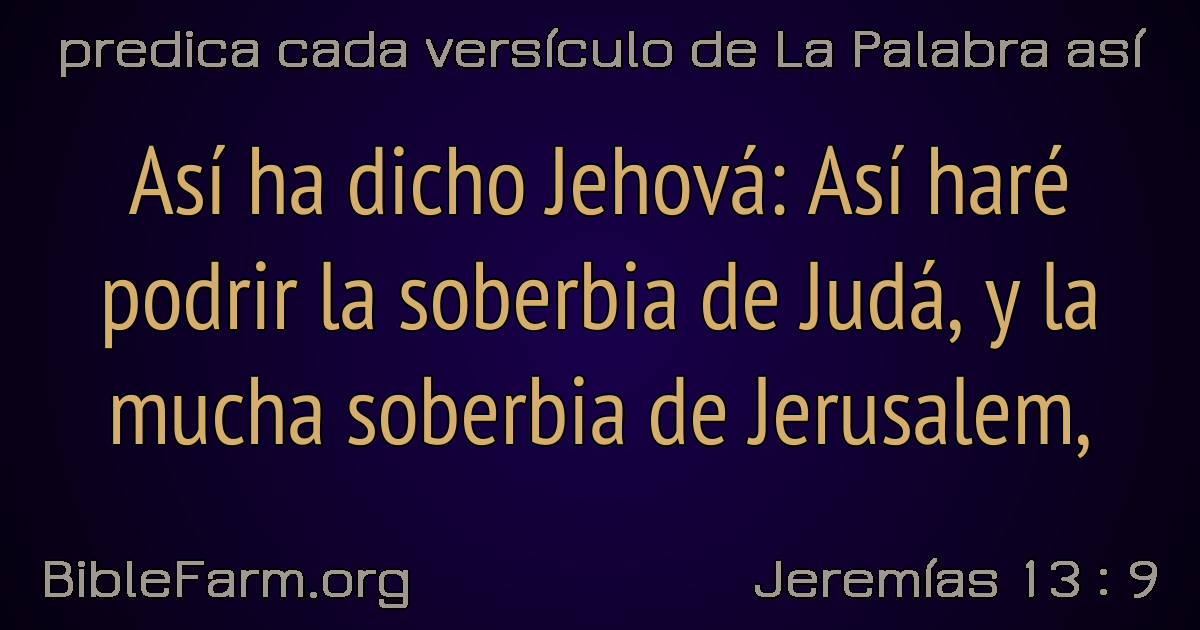 predica cada versículo de La Palabra así
Así ha dicho Jehová: Así haré
podrir la soberbia de Judá, y la
mucha soberbia de Jerusalem,
BibleFarm.org
Jeremías 13 : 9